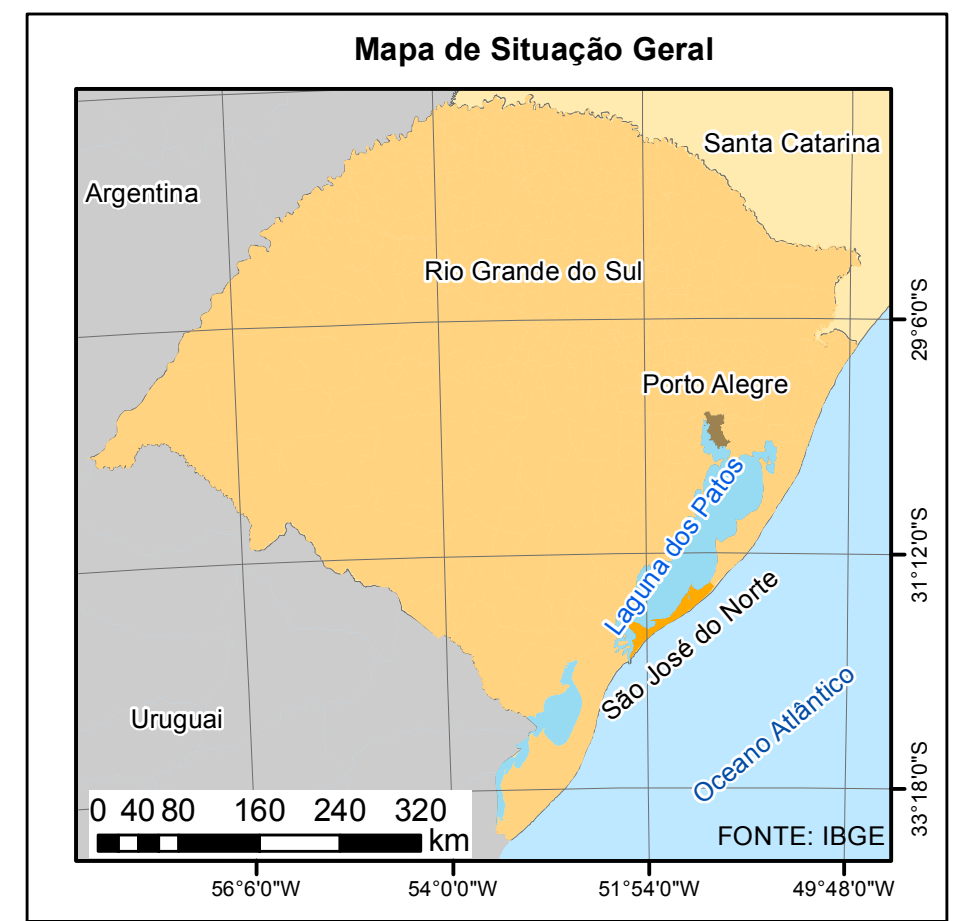 Mapa de Situação Geral
Santa Catarina
Argentina
Rio Grande do Sul
29°6'0"S
Porto Alegre
Laguna dos Patos
31°12'0"S
São José do Norte
Uruguai
Oceano Atlântico
33°18'0"S
0 40 80 160 240 320
km
FONTE: IBGE
56°6'0"W 54°0'0"W 51°54'0"W 49°48'0"W